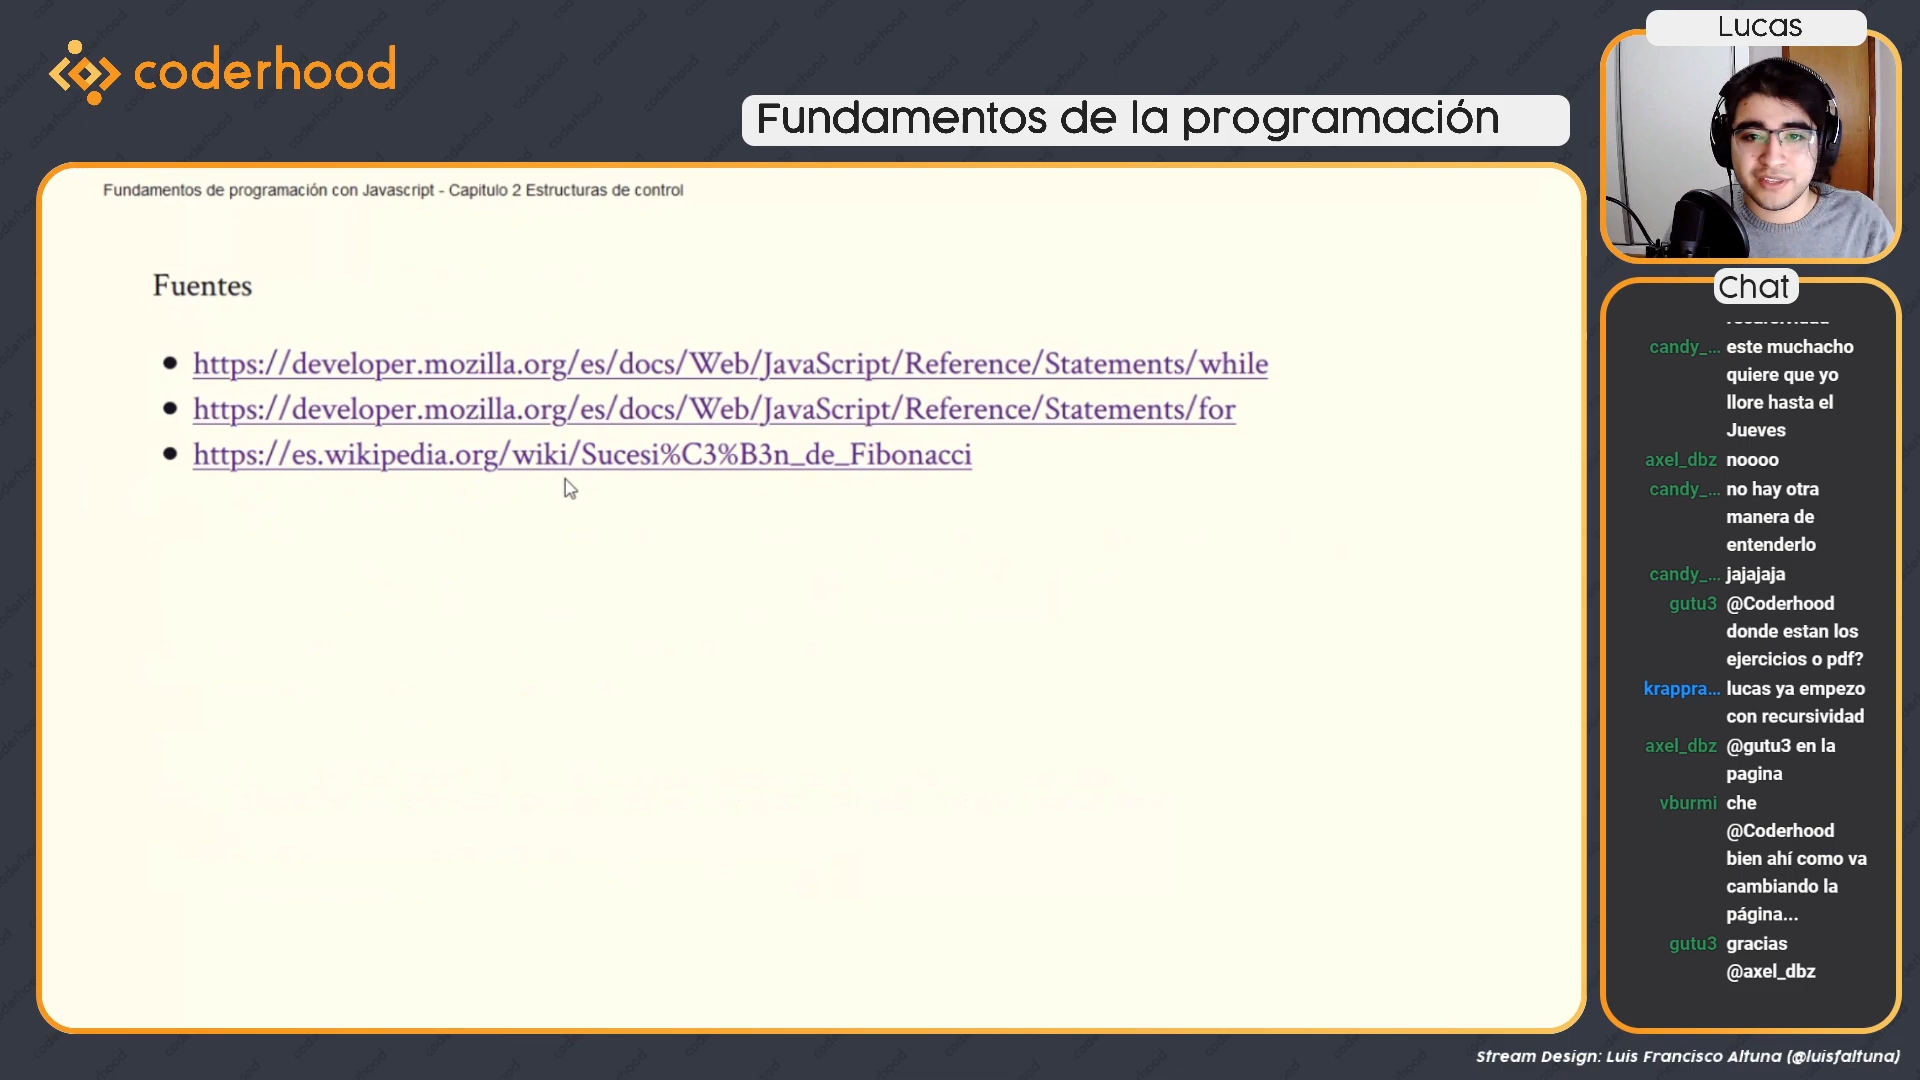 coderhood
Fundamentos de la programación
Lucas
Fundamentos de programación con Javascript - Capitulo 2 Estructuras de control
Fuentes
https://developer.mozilla.org/es/docs/Web/JavaScript/Reference/Statements/while
https://developer.mozilla.org/es/docs/Web/JavaScript/Reference/Statements/for
https://es.wikipedia.org/wiki/Sucesi%C3%B3n_de_Fibonacci
Chat
candy_... este muchacho
quiere que yo
llore hasta el
Jueves
axel_dbz noooo
candy_... no hay otra
manera de
entenderlo
candy_... jajajaja
gutu3 @Coderhood
donde estan los
ejercicios o pdf?
krappra... lucas ya empezo
con recursividad
axel_dbz @gutu3 en la
pagina
vburmi che
@Coderhood
bien ahí como va
cambiando la
página...
gutu3 gracias
@axel_dbz
Stream Design: Luis Francisco Altuna (@luisfaltuna)